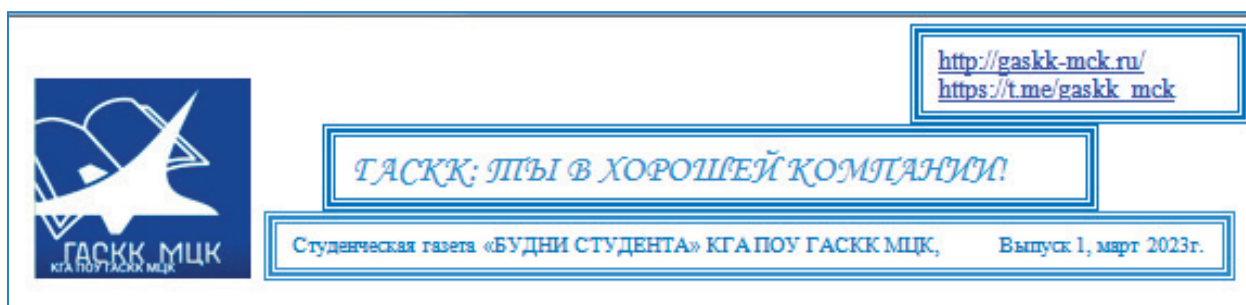 http://gaskk-mck.ru/
https://t.me/gaskk_mck
ГАСКК: ТЫ В ХОРОШЕЙ КОМПАНИИ!
Студенческая газета «БУДНИ СТУДЕНТА» КГА ПОУ ГАСКК МЦК, Выпуск 1, март 2023г.
ГАСКК МЦК
КГА ПОУ ГАСКК МЦК